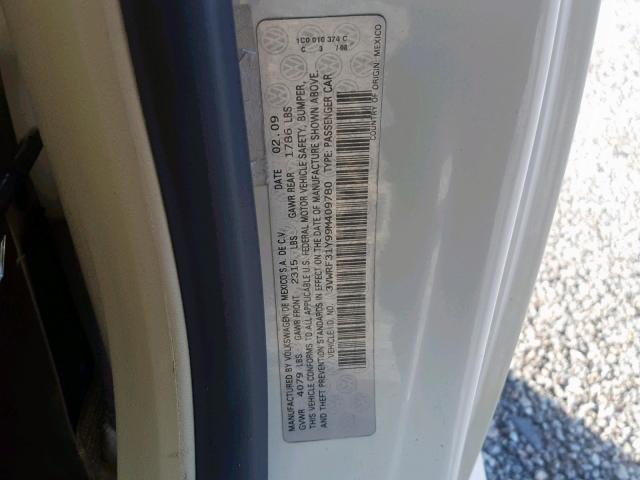 MANUFACTURED BY VOLKSWAGEN DE MEXICO S.A. DE C.V. DATE 02.09
GVWR 4079 LBS GAWR FRONT 2315 LBS GAWR REAR 1786 LBS
THIS VEHICLE CONFORMS TO ALL APPLICABLE U.S. FEDERAL MOTOR VEHICLE SAFETY, BUMPER,
AND THEFT PREVENTION STANDARDS IN EFFECT ON THE DATE OF MANUFACTURE SHOWN ABOVE.
VEHICLE I.D. NO. 3VWRF31Y99M409780 TYPE: PASSENGER CAR
1C0 010 374 C
C 3 /08
COUNTRY OF ORIGIN: MEXICO